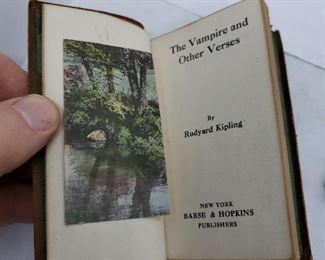 The Vampire and
Other Verses
By
Rudyard Kipling
NEW YORK
BARSE & HOPKINS
PUBLISHERS